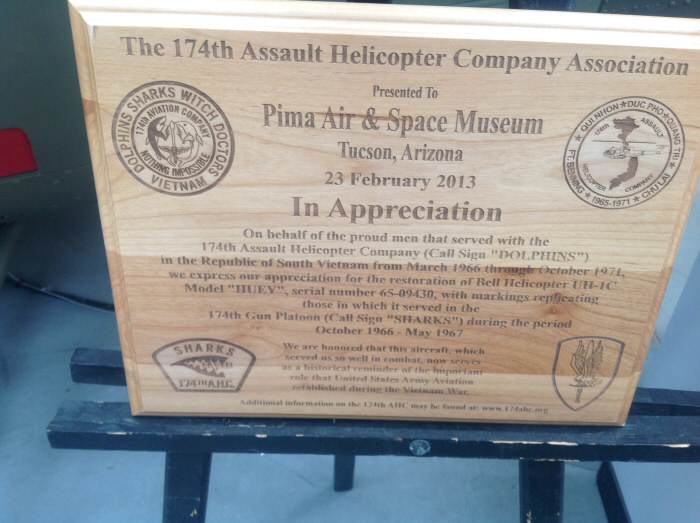 The 174th Assault Helicopter Company Association
Presented To
Pima Air & Space Museum
Tucson, Arizona
23 February 2013
In Appreciation
DOLPHINS SHARKS WITCH DOCTORS
174th AVIATION COMPANY
NOTHING IMPOSSIBLE
VIETNAM
QUI NHON ★ DUC PHO ★ QUANG TRI ★ CHU LAI ★ 1965-1971 ★ FT. BENNING
174th ASSAULT
HELICOPTER COMPANY
On behalf of the proud men that served with the
174th Assault Helicopter Company (Call Sign "DOLPHINS")
in the Republic of South Vietnam from March 1966 through October 1971,
we express our appreciation for the restoration of Bell Helicopter UH-1C
Model "HUEY", serial number 65-09430, with markings replicating
those in which it served in the
174th Gun Platoon (Call Sign "SHARKS") during the period
October 1966 - May 1967
SHARKS
174TH A.H.C.
We are honored that this aircraft, which
served us so well in combat, now serves
as a historical reminder of the important
role that United States Army Aviation
established during the Vietnam War.
Additional information on the 174th AHC may be found at: www.174ahc.org